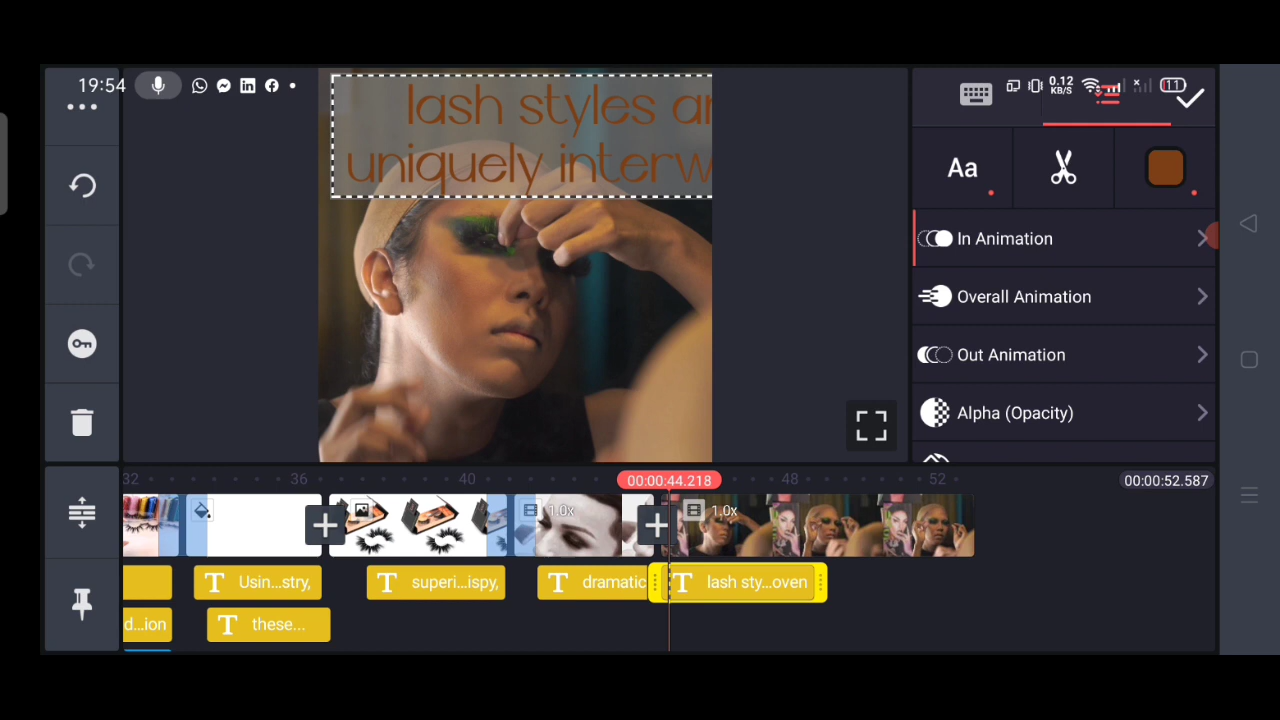 19:54
0.12
KB/S
11
lash styles ar
uniquely interw
Aa
In Animation
Overall Animation
Out Animation
Alpha (Opacity)
32
36
40
00:00:44.218
48
52
00:00:52.587
1.0x
1.0x
T Usin...stry,
T superi...ispy,
T dramatic
T lash sty...oven
d...ion
T these...